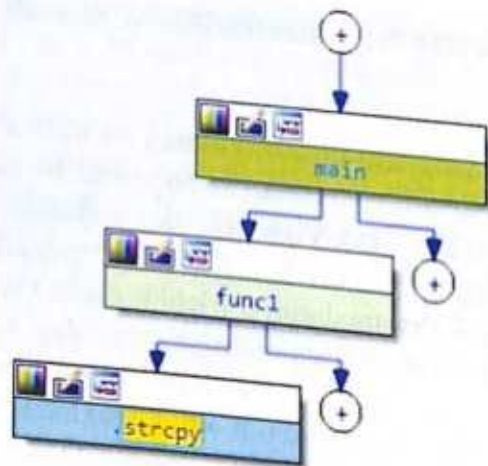 +
main
+
func1
+
.strcpy